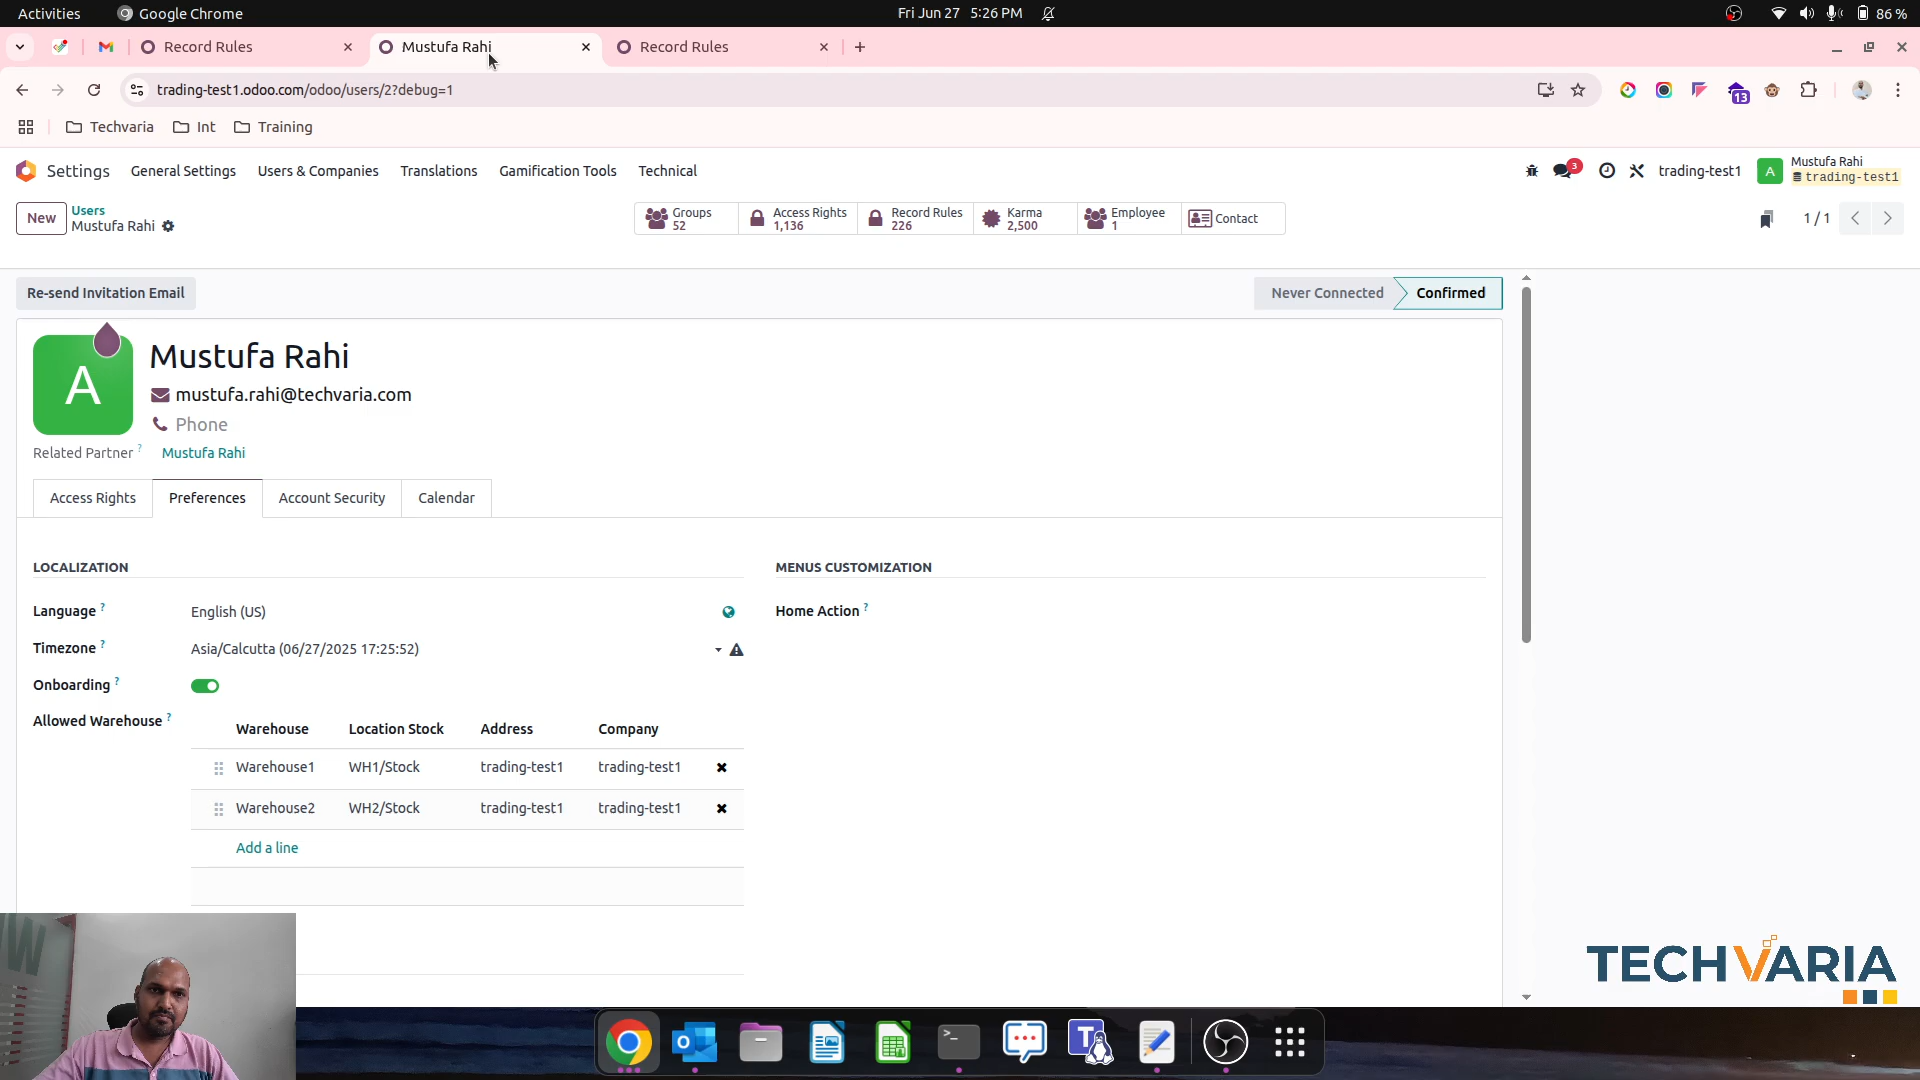 Activities Google Chrome Fri Jun 27 5:26 PM 86 %
Record Rules Mustufa Rahi Record Rules
trading-test1.odoo.com/odoo/users/2?debug=1 13
Techvaria Int Training
Settings General Settings Users & Companies Translations Gamification Tools Technical 3 trading-test1 A Mustufa Rahi
trading-test1
New Users
Mustufa Rahi
Groups 52
Access Rights 1,136
Record Rules 226
Karma 2,500
Employee 1
Contact
1 / 1
Re-send Invitation Email Never Connected Confirmed
A
Mustufa Rahi
mustufa.rahi@techvaria.com
Phone
Related Partner ? Mustufa Rahi
Access Rights Preferences Account Security Calendar
LOCALIZATION MENUS CUSTOMIZATION
Language ? English (US) Home Action ?
Timezone ? Asia/Calcutta (06/27/2025 17:25:52)
Onboarding ?
Allowed Warehouse ?
Warehouse Location Stock Address Company
Warehouse1 WH1/Stock trading-test1 trading-test1
Warehouse2 WH2/Stock trading-test1 trading-test1
Add a line
W
TECHVARIA